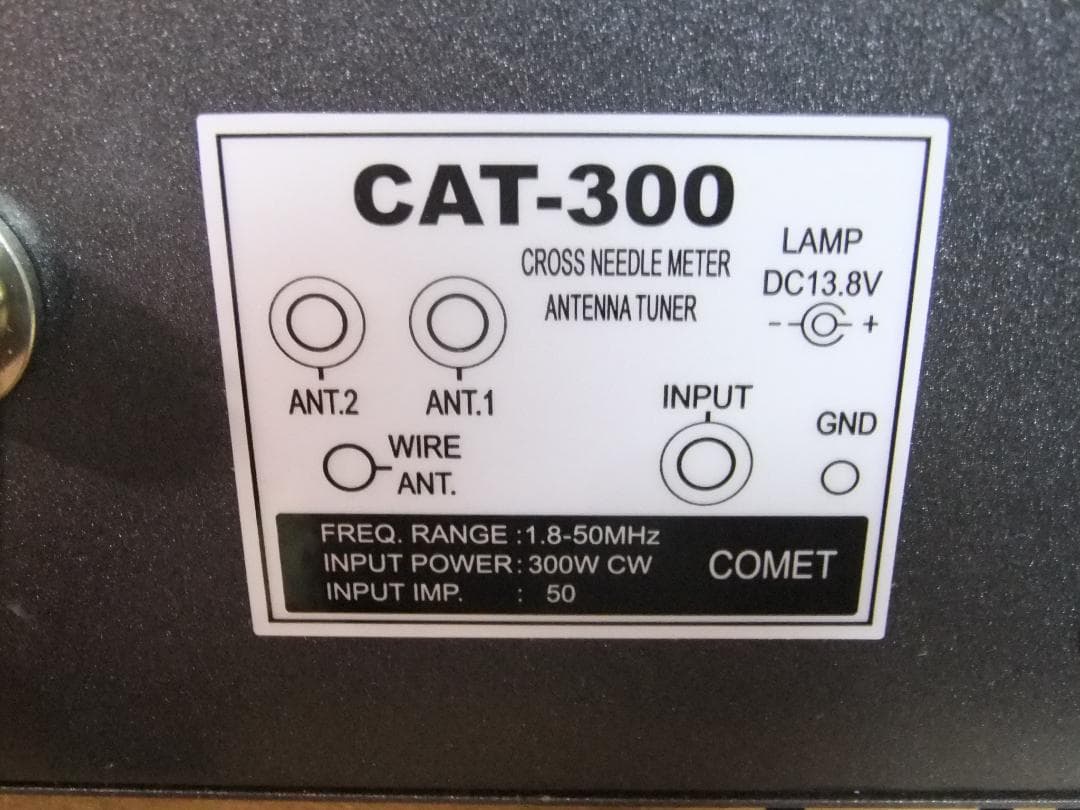 CAT-300
CROSS NEEDLE METER
ANTENNA TUNER
LAMP
DC13.8V
- +
ANT.2
ANT.1
INPUT
GND
WIRE
ANT.
FREQ. RANGE :1.8-50MHz
INPUT POWER: 300W CW
INPUT IMP. : 50
COMET